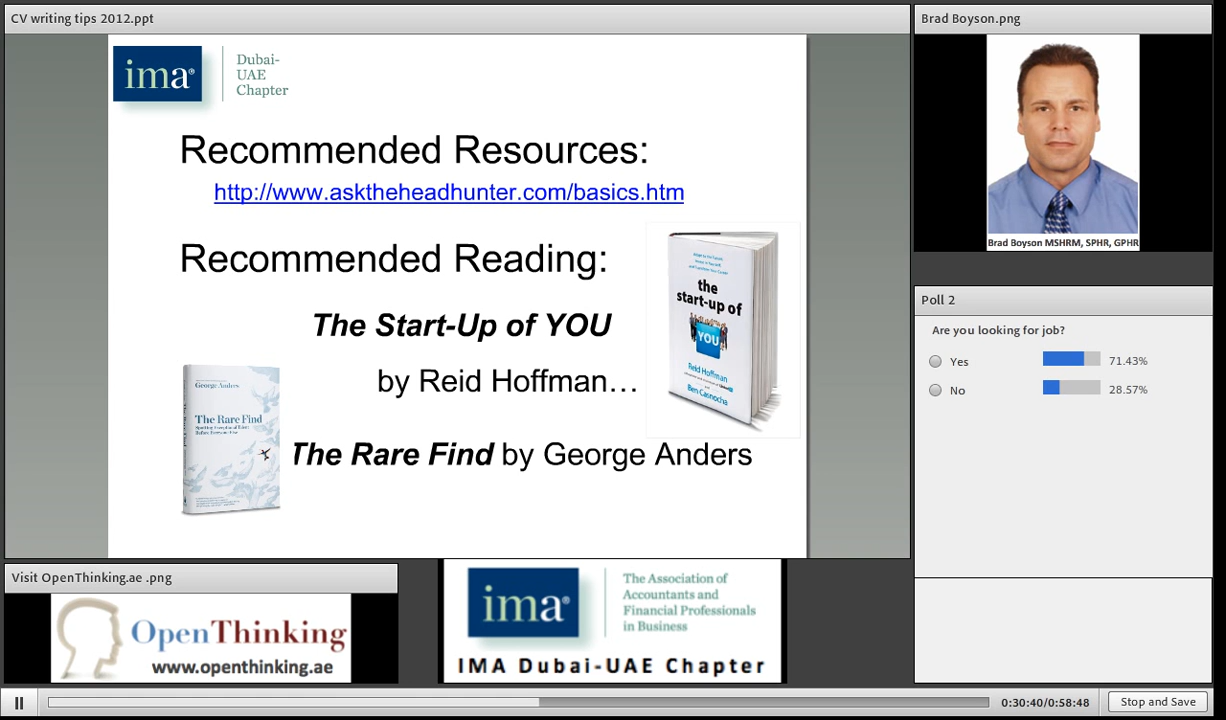 CV writing tips 2012.ppt
ima®
Dubai-
UAE
Chapter
Recommended Resources:
http://www.asktheheadhunter.com/basics.htm
Recommended Reading:
The Start-Up of YOU
by Reid Hoffman…
the
start-up of
YOU
Reid Hoffman
Ben Casnocha
George Anders
The Rare Find
The Rare Find by George Anders
Brad Boyson.png
Brad Boyson MSHRM, SPHR, GPHR
Poll 2
Are you looking for job?
Yes 71.43%
No 28.57%
Visit OpenThinking.ae .png
OpenThinking
www.openthinking.ae
ima®
The Association of
Accountants and
Financial Professionals
in Business
IMA Dubai-UAE Chapter
0:30:40/0:58:48
Stop and Save